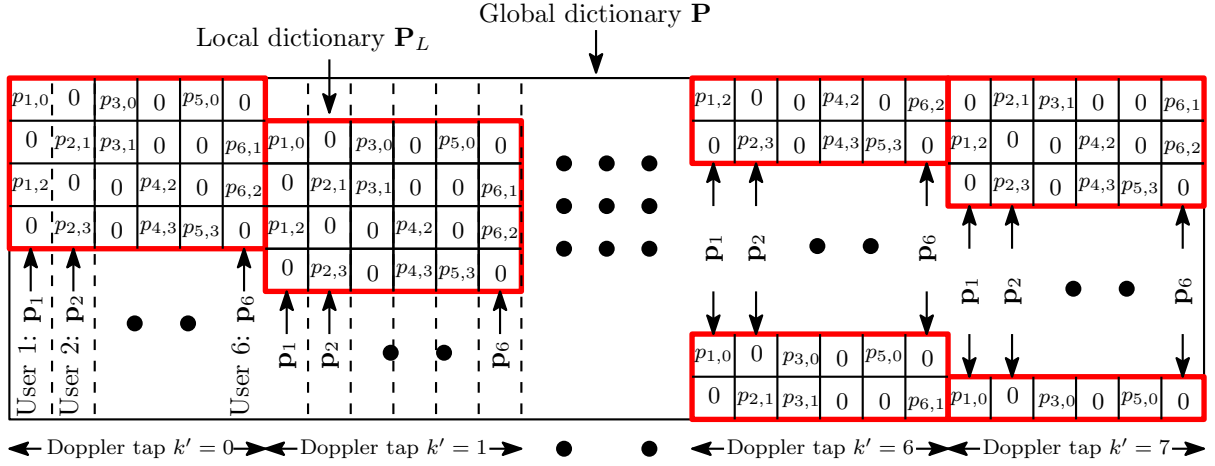 Global dictionary P
Local dictionary P_L
p_{1,0} 0 p_{3,0} 0 p_{5,0} 0 p_{1,2} 0 0 p_{4,2} 0 p_{6,2} 0 p_{2,1} p_{3,1} 0 0 p_{6,1}
0 p_{2,1} p_{3,1} 0 0 p_{6,1} p_{1,0} 0 p_{3,0} 0 p_{5,0} 0 0 p_{2,3} 0 p_{4,3} p_{5,3} 0 p_{1,2} 0 0 p_{4,2} 0 p_{6,2}
p_{1,2} 0 0 p_{4,2} 0 p_{6,2} 0 p_{2,1} p_{3,1} 0 0 p_{6,1} 0 p_{2,3} 0 p_{4,3} p_{5,3} 0
0 p_{2,3} 0 p_{4,3} p_{5,3} 0 p_{1,2} 0 0 p_{4,2} 0 p_{6,2}
0 p_{2,3} 0 p_{4,3} p_{5,3} 0
p_1 p_2 p_6
p_1 p_2 p_6
User 1: p_1
User 2: p_2
User 6: p_6
p_1 p_2 p_6
p_{1,0} 0 p_{3,0} 0 p_{5,0} 0
0 p_{2,1} p_{3,1} 0 0 p_{6,1} p_{1,0} 0 p_{3,0} 0 p_{5,0} 0
Doppler tap k′ = 0 Doppler tap k′ = 1 Doppler tap k′ = 6 Doppler tap k′ = 7